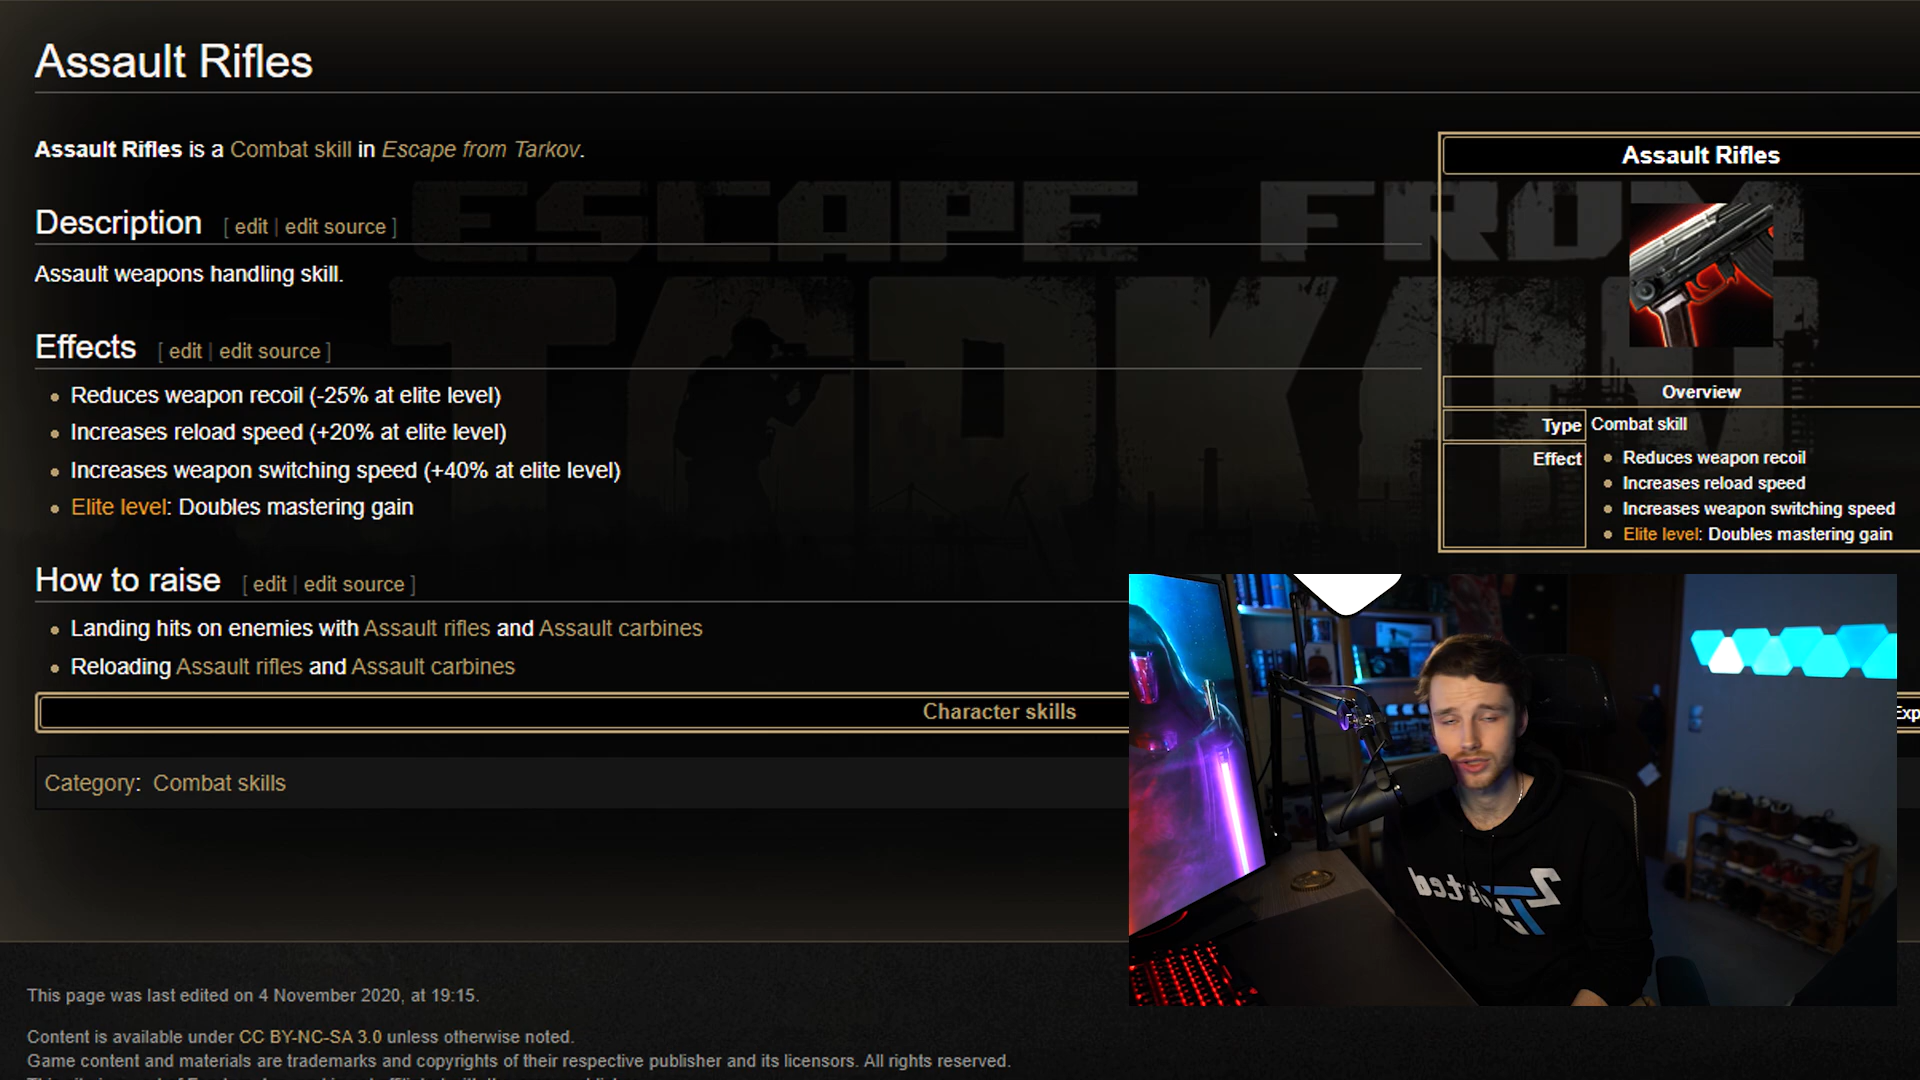 Assault Rifles
Assault Rifles is a Combat skill in Escape from Tarkov.
ESCAPE FROM
TARKOV
Description [ edit | edit source ]
Assault weapons handling skill.
Effects [ edit | edit source ]
Reduces weapon recoil (-25% at elite level)
Increases reload speed (+20% at elite level)
Increases weapon switching speed (+40% at elite level)
Elite level: Doubles mastering gain
How to raise [ edit | edit source ]
Landing hits on enemies with Assault rifles and Assault carbines
Reloading Assault rifles and Assault carbines
Character skills
Exp
Category: Combat skills
Assault Rifles
Overview
Type Combat skill
Effect
Reduces weapon recoil
Increases reload speed
Increases weapon switching speed
Elite level: Doubles mastering gain
This page was last edited on 4 November 2020, at 19:15.
Content is available under CC BY-NC-SA 3.0 unless otherwise noted.
Game content and materials are trademarks and copyrights of their respective publisher and its licensors. All rights reserved.